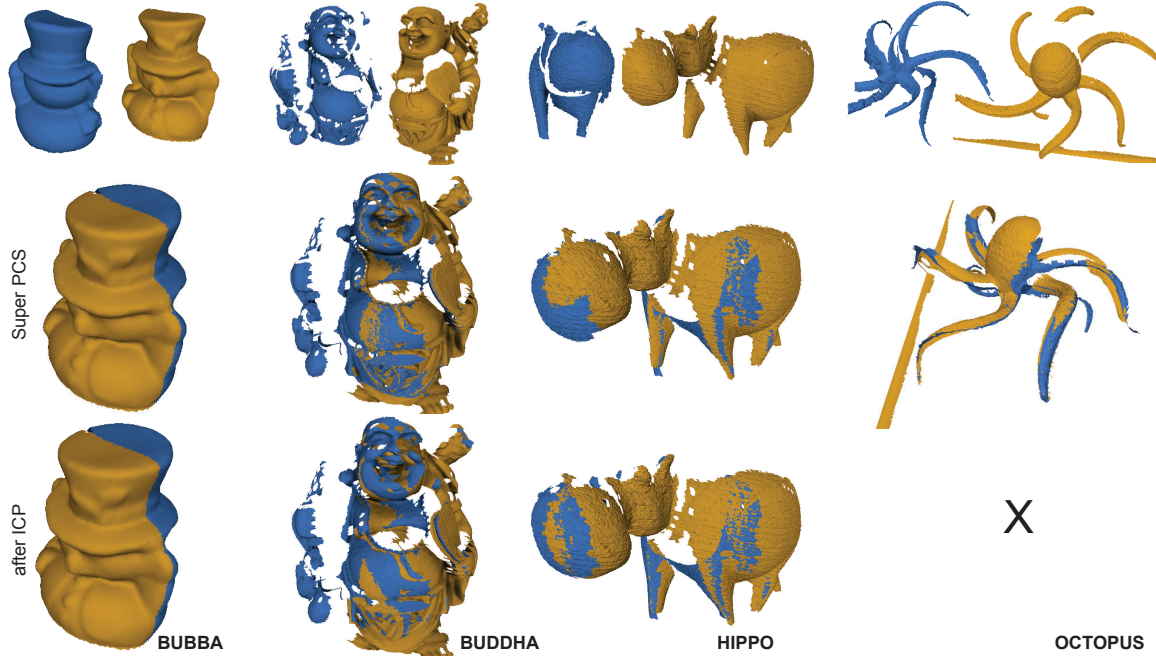 Super PCS
after ICP
X
BUBBA
BUDDHA
HIPPO
OCTOPUS